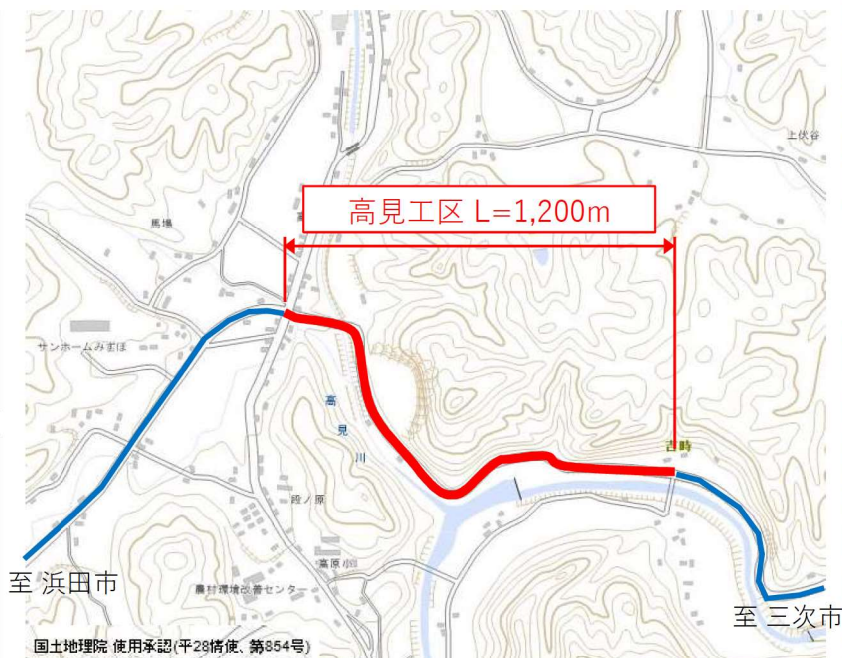 上伏谷
馬場
高見工区 L=1,200m
サンホームみずほ
高見川
吉時
段ノ原
高原小
農村環境改善センター
至 浜田市
至 三次市
国土地理院 使用承認(平28情使、第854号)